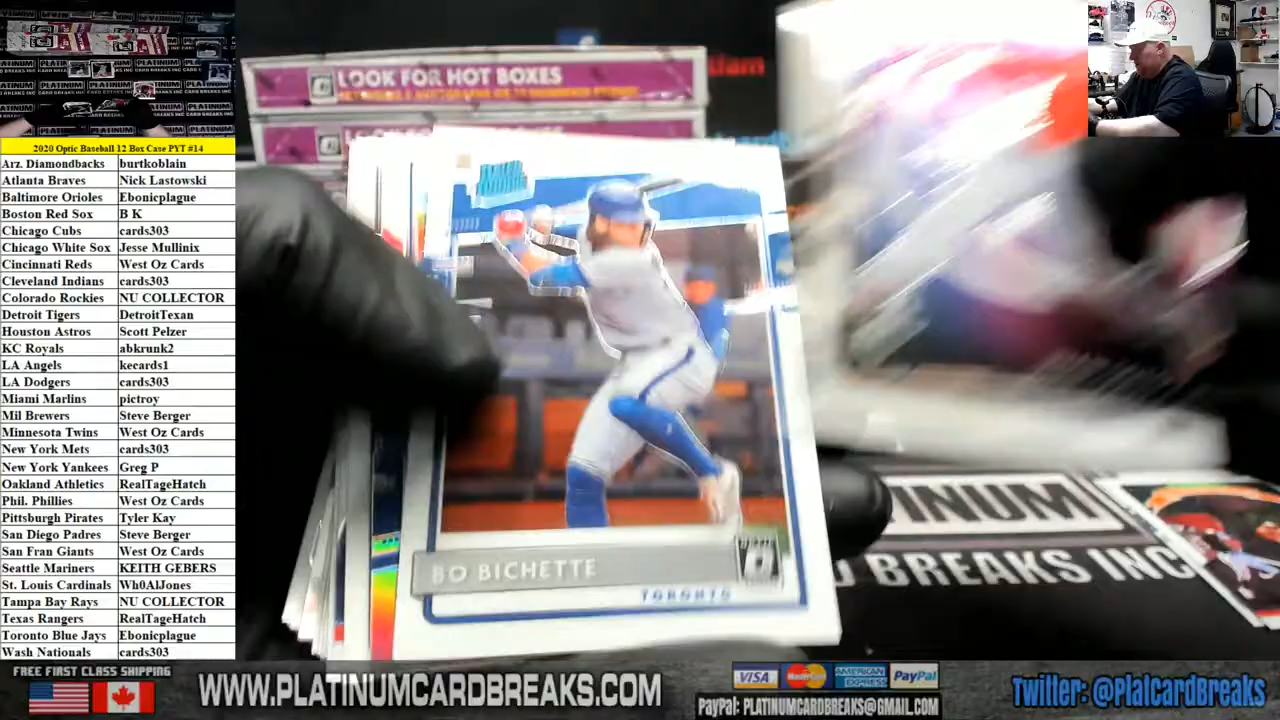 LOOK FOR HOT BOXES
2020 Optic Baseball 12 Box Case PYT #14
Arz. Diamondbacks burtkoblain
Atlanta Braves Nick Lastowski
Baltimore Orioles Ebonicplague
Boston Red Sox B K
Chicago Cubs cards303
Chicago White Sox Jesse Mullinix
Cincinnati Reds West Oz Cards
Cleveland Indians cards303
Colorado Rockies NU COLLECTOR
Detroit Tigers DetroitTexan
Houston Astros Scott Pelzer
KC Royals abkrunk2
LA Angels kecards1
LA Dodgers cards303
Miami Marlins pictroy
Mil Brewers Steve Berger
Minnesota Twins West Oz Cards
New York Mets cards303
New York Yankees Greg P
Oakland Athletics RealTageHatch
Phil. Phillies West Oz Cards
Pittsburgh Pirates Tyler Kay
San Diego Padres Steve Berger
San Fran Giants West Oz Cards
Seattle Mariners KEITH GEBERS
St. Louis Cardinals Wh0AlJones
Tampa Bay Rays NU COLLECTOR
Texas Rangers RealTageHatch
Toronto Blue Jays Ebonicplague
Wash Nationals cards303
BO BICHETTE
TORONTO
INUM
BREAKS INC
FREE FIRST CLASS SHIPPING
WWW.PLATINUMCARDBREAKS.COM
VISA MasterCard AMERICAN EXPRESS PayPal
PayPal: PLATINUMCARDBREAKS@GMAIL.COM
Twitter: @PlatCardBreaks